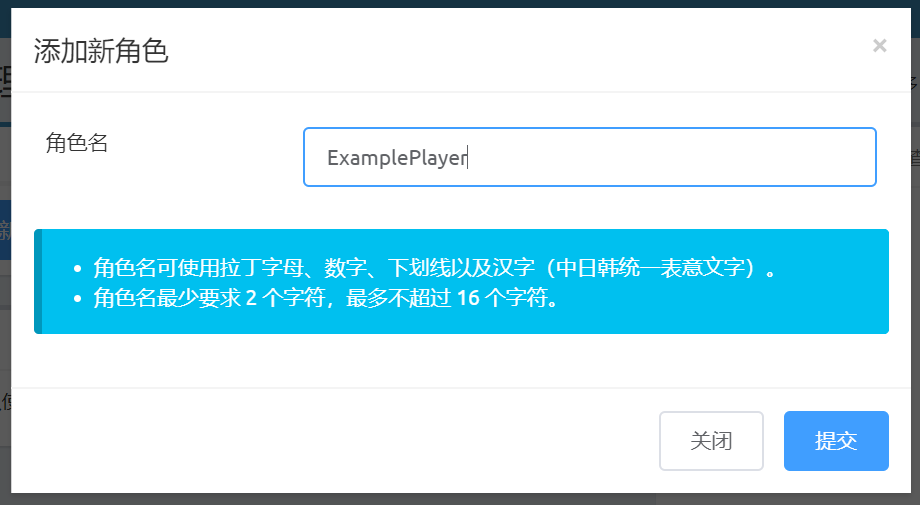 添加新角色
×
角色名
ExamplePlayer
角色名可使用拉丁字母、数字、下划线以及汉字（中日韩统一表意文字）。
角色名最少要求 2 个字符，最多不超过 16 个字符。
关闭
提交